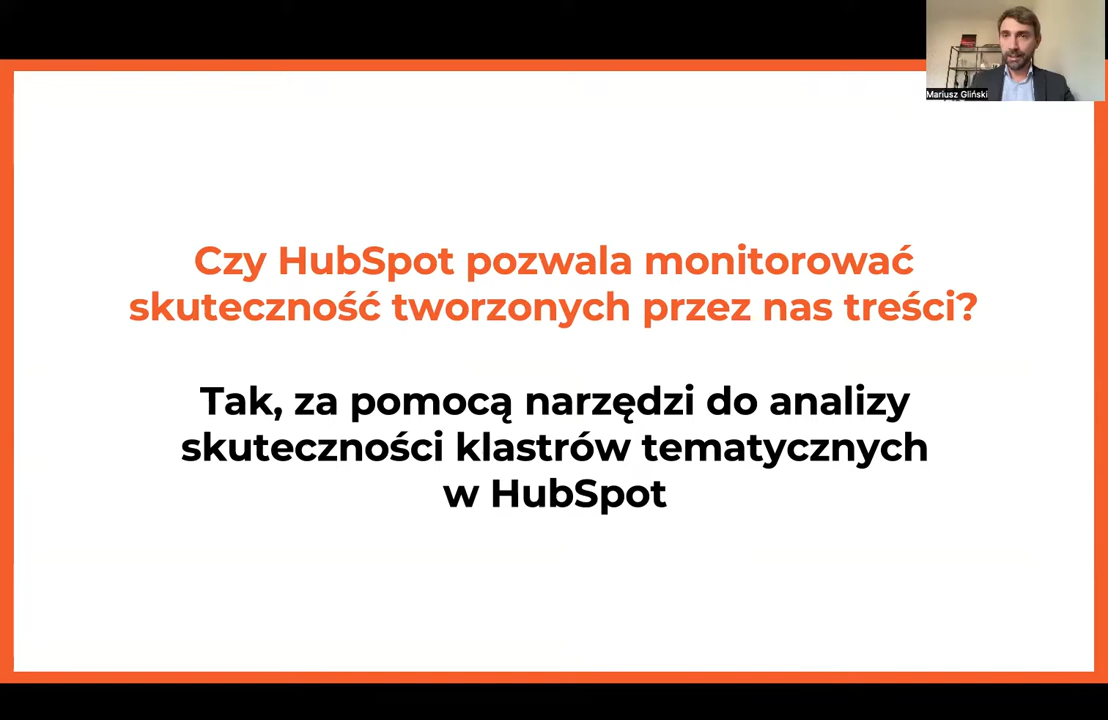 Mariusz Gliński
Czy HubSpot pozwala monitorować
skuteczność tworzonych przez nas treści?
Tak, za pomocą narzędzi do analizy
skuteczności klastrów tematycznych
w HubSpot